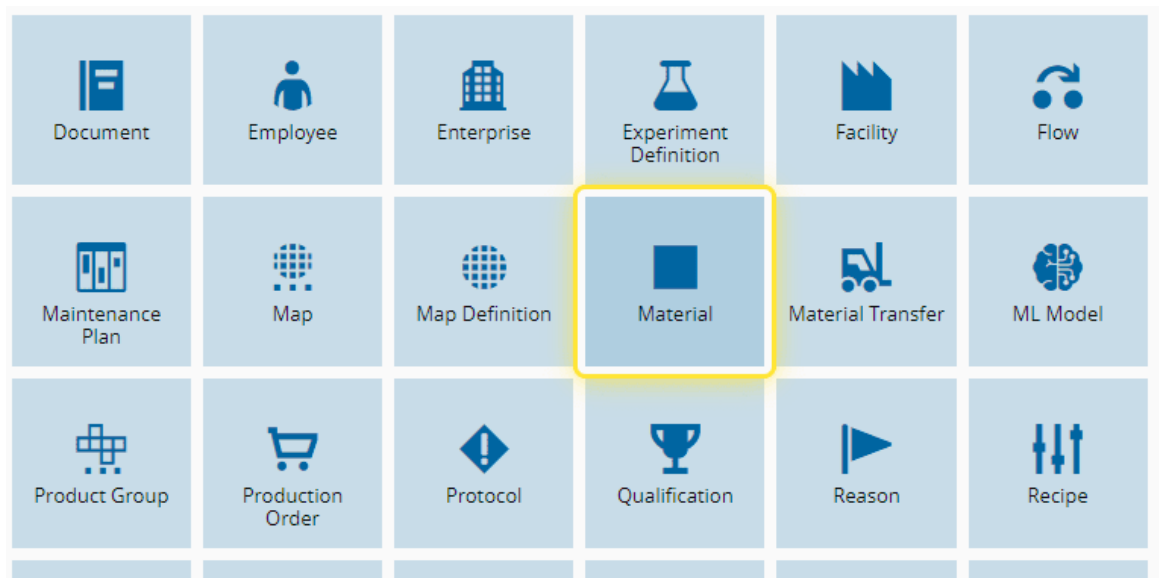 Document
Employee
Enterprise
Experiment
Definition
Facility
Flow
Maintenance
Plan
Map
Map Definition
Material
Material Transfer
ML Model
Product Group
Production
Order
Protocol
Qualification
Reason
Recipe